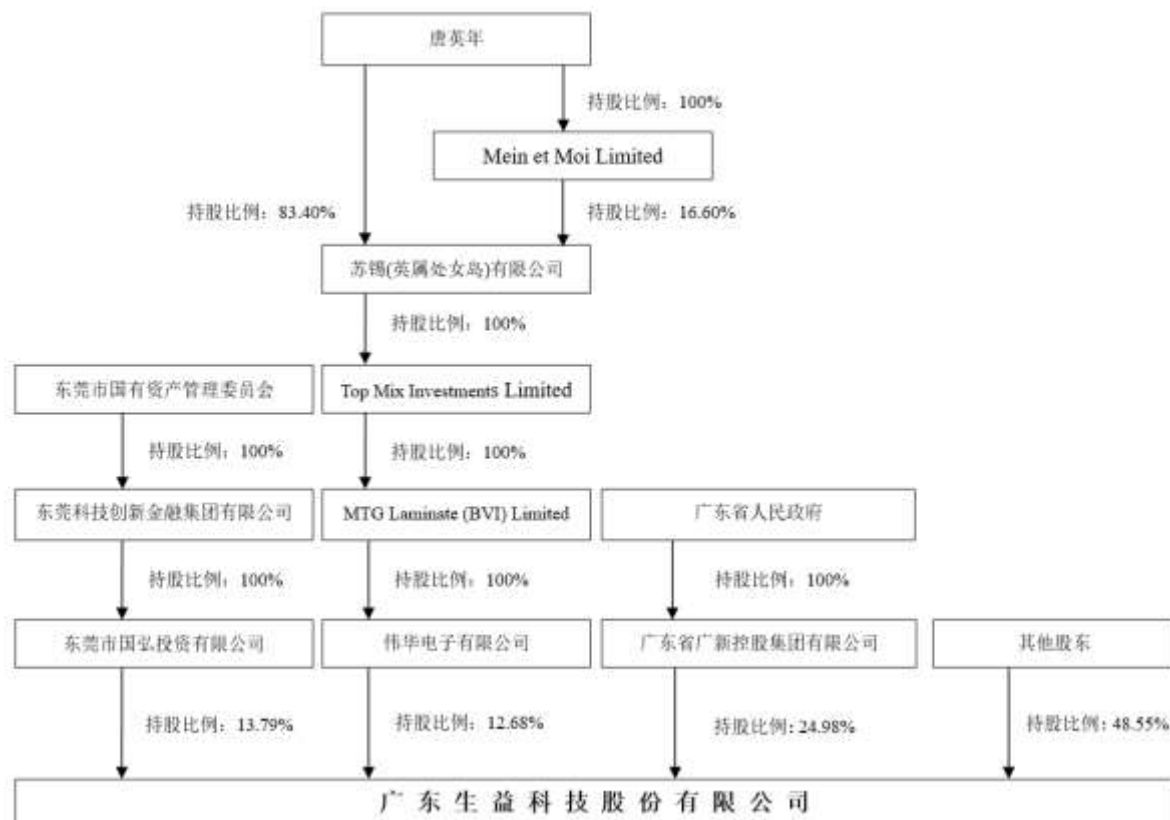 唐英年
持股比例：100%
Mein et Moi Limited
持股比例：83.40%
持股比例：16.60%
苏锡(英属处女岛)有限公司
持股比例：100%
东莞市国有资产管理委员会
Top Mix Investments Limited
持股比例：100%
持股比例：100%
东莞科技创新金融集团有限公司
MTG Laminate (BVI) Limited
广东省人民政府
持股比例：100%
持股比例：100%
持股比例：100%
东莞市国弘投资有限公司
伟华电子有限公司
广东省广新控股集团有限公司
其他股东
持股比例：13.79%
持股比例：12.68%
持股比例：24.98%
持股比例：48.55%
广东生益科技股份有限公司